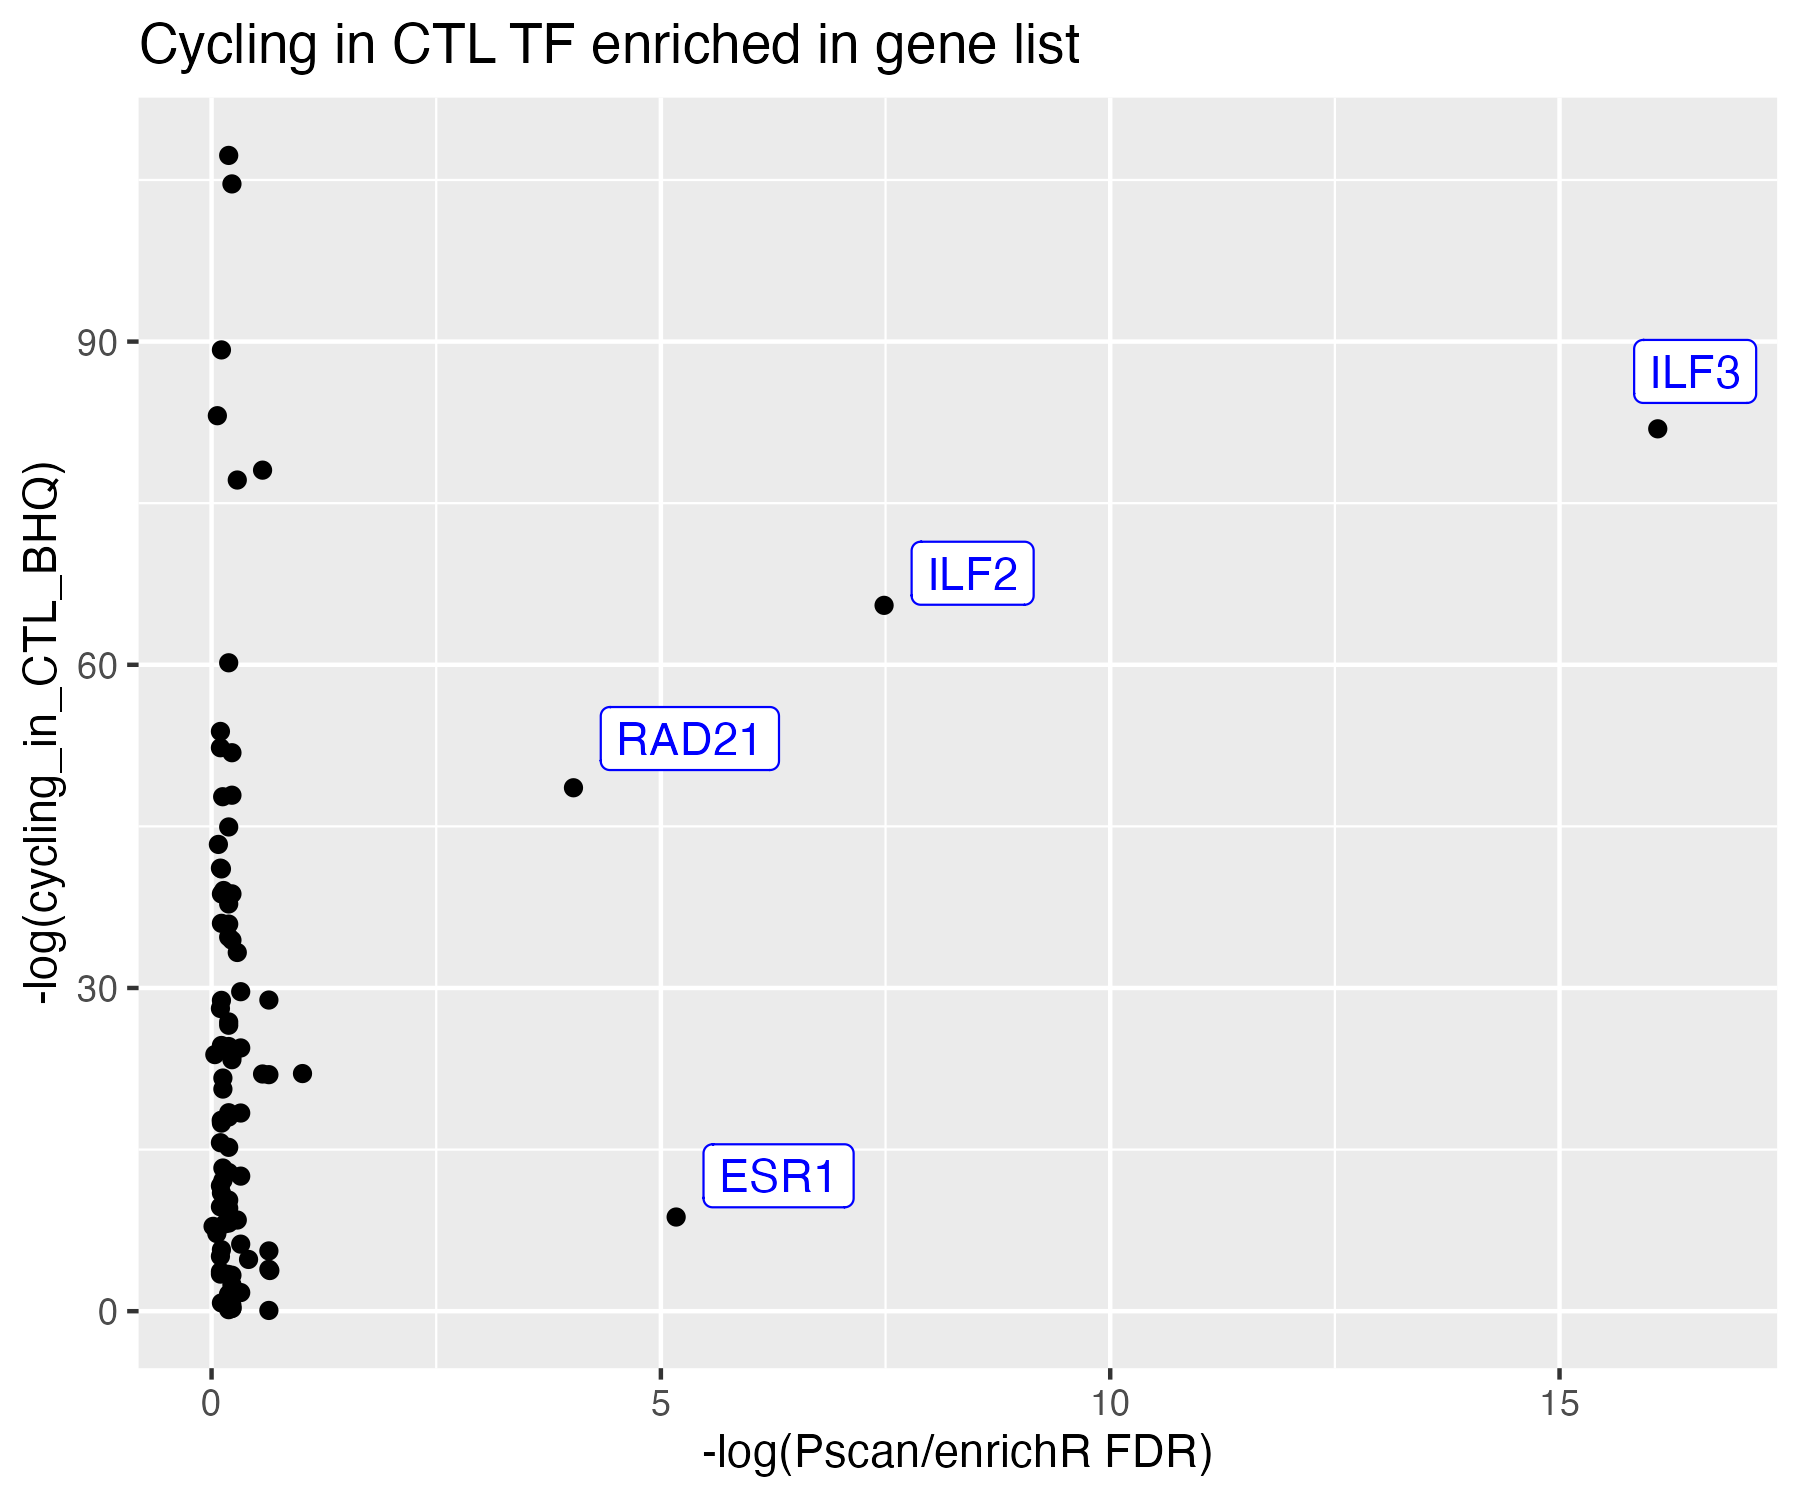 Cycling in CTL TF enriched in gene list
-log(cycling_in_CTL_BHQ)
90
60
30
0
ILF3
ILF2
RAD21
ESR1
0
5
10
15
-log(Pscan/enrichR FDR)